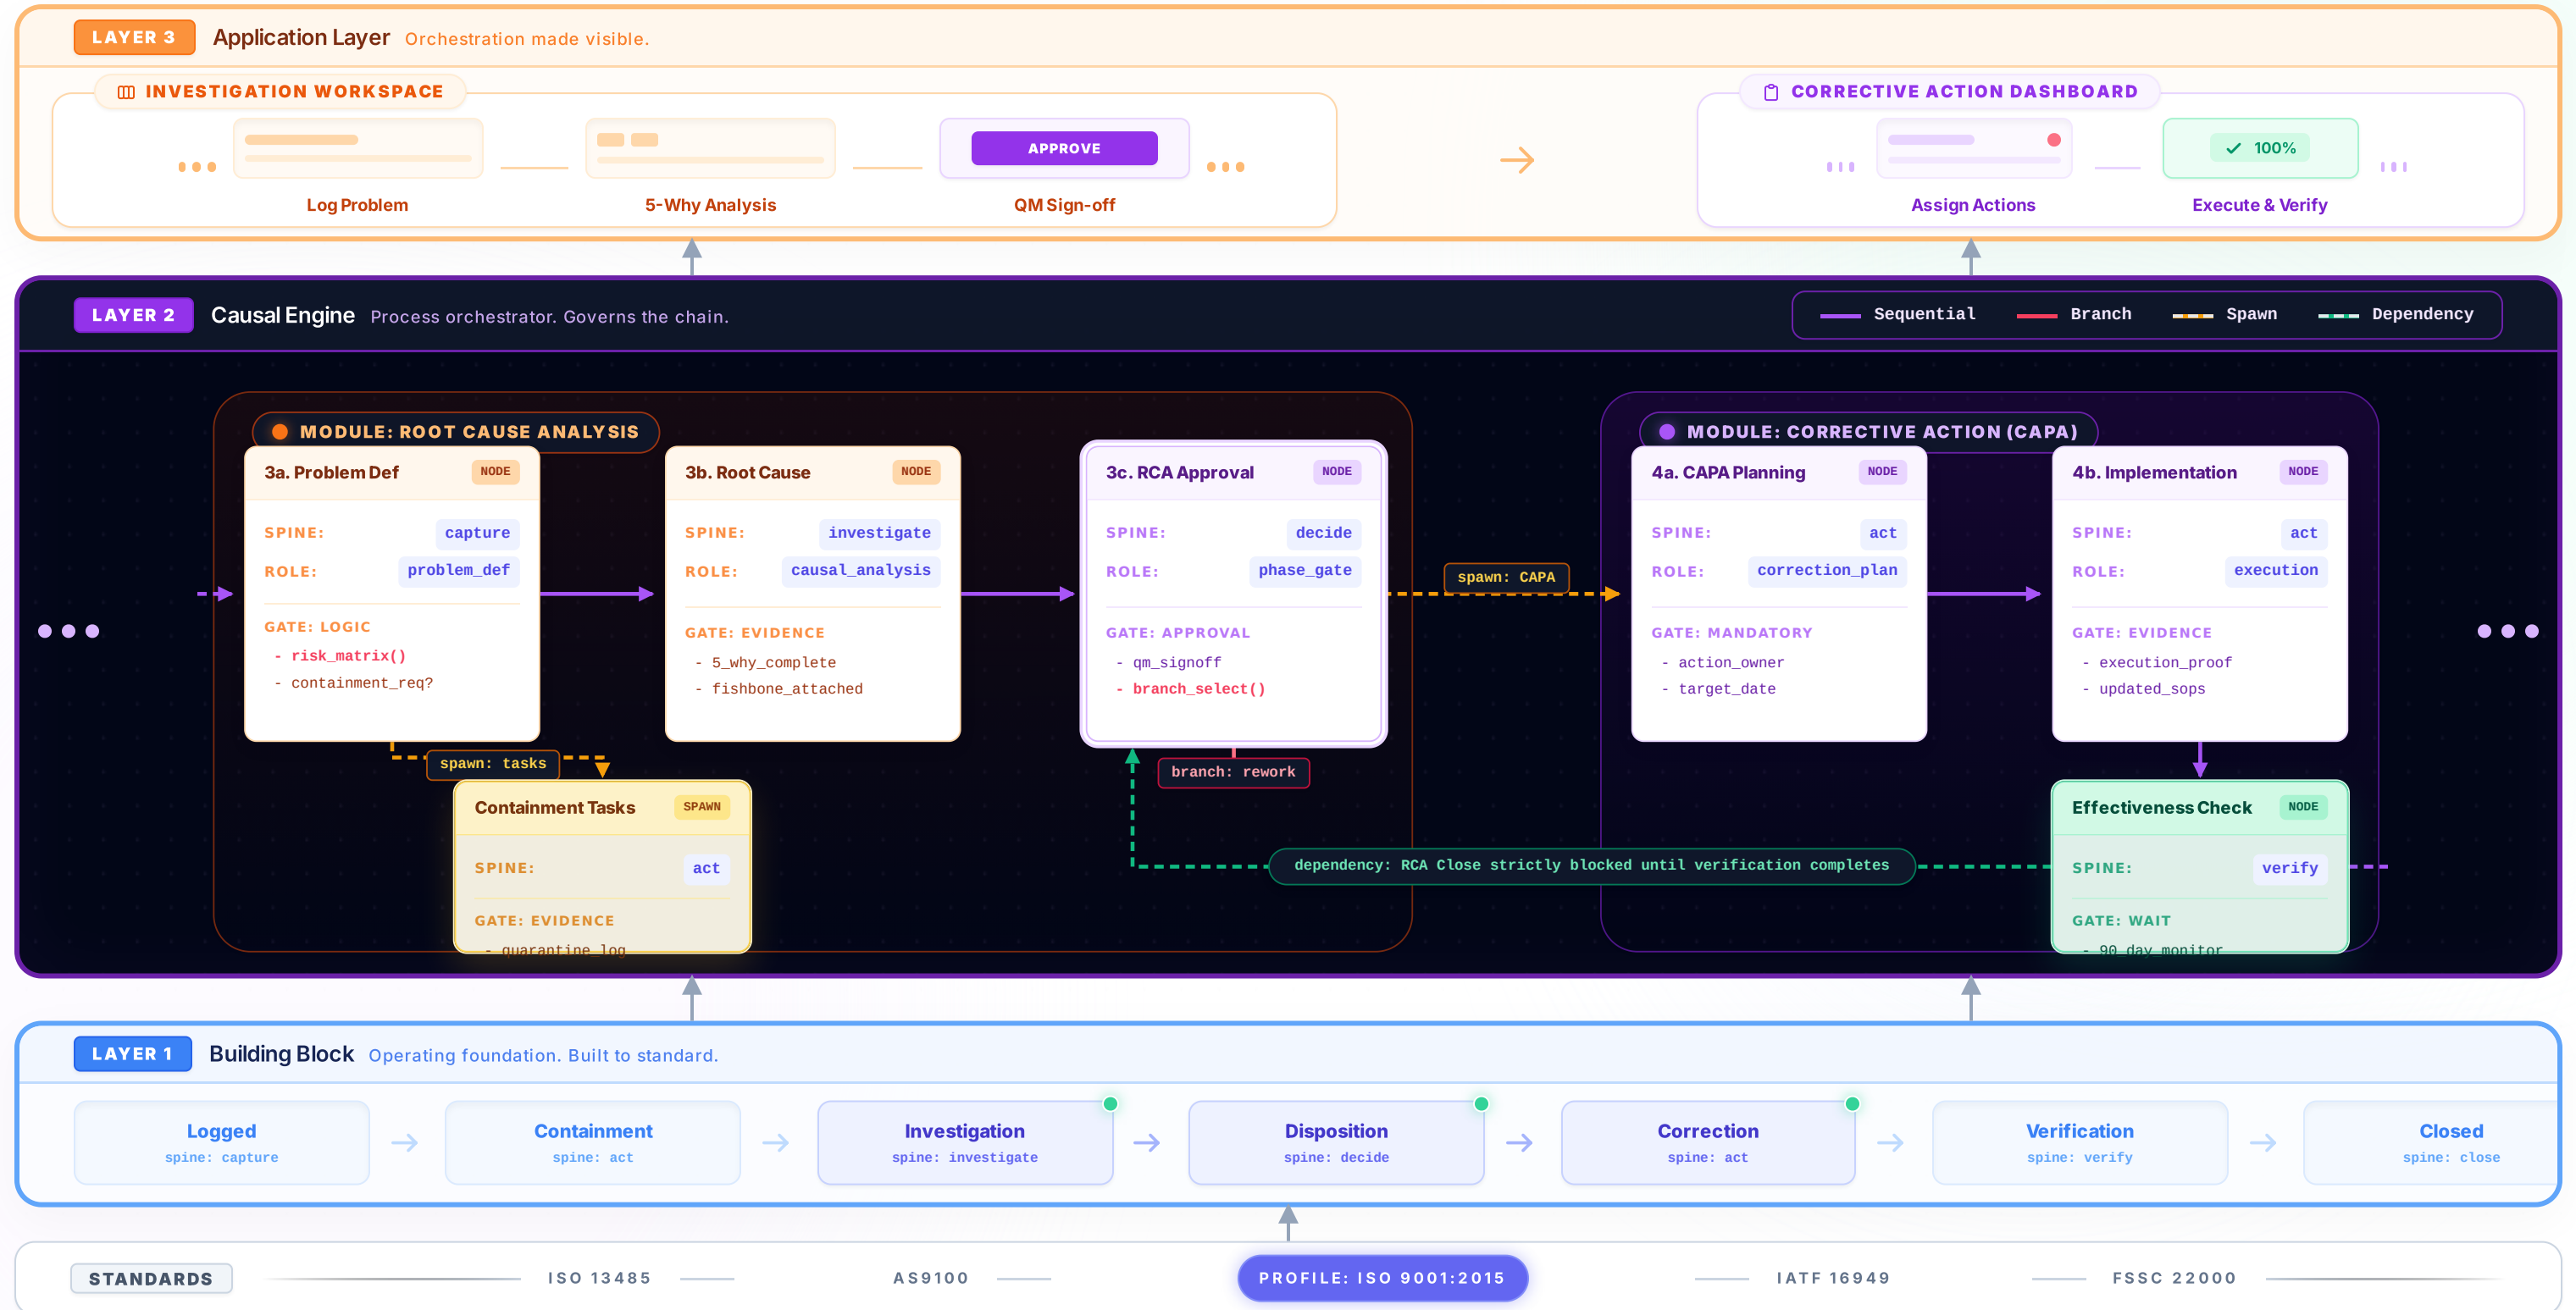 LAYER 3 Application Layer Orchestration made visible.
INVESTIGATION WORKSPACE
APPROVE
Log Problem
5-Why Analysis
QM Sign-off
CORRECTIVE ACTION DASHBOARD
100%
Assign Actions
Execute & Verify
LAYER 2 Causal Engine Process orchestrator. Governs the chain.
Sequential Branch Spawn Dependency
MODULE: ROOT CAUSE ANALYSIS
3a. Problem Def NODE
SPINE: capture
ROLE: problem_def
GATE: LOGIC
- risk_matrix()
- containment_req?
3b. Root Cause NODE
SPINE: investigate
ROLE: causal_analysis
GATE: EVIDENCE
- 5_why_complete
- fishbone_attached
3c. RCA Approval NODE
SPINE: decide
ROLE: phase_gate
GATE: APPROVAL
- qm_signoff
- branch_select()
spawn: tasks
Containment Tasks SPAWN
SPINE: act
GATE: EVIDENCE
- quarantine_log
branch: rework
spawn: CAPA
MODULE: CORRECTIVE ACTION (CAPA)
4a. CAPA Planning NODE
SPINE: act
ROLE: correction_plan
GATE: MANDATORY
- action_owner
- target_date
4b. Implementation NODE
SPINE: act
ROLE: execution
GATE: EVIDENCE
- execution_proof
- updated_sops
dependency: RCA Close strictly blocked until verification completes
Effectiveness Check NODE
SPINE: verify
GATE: WAIT
- 90_day_monitor
LAYER 1 Building Block Operating foundation. Built to standard.
Logged
spine: capture
Containment
spine: act
Investigation
spine: investigate
Disposition
spine: decide
Correction
spine: act
Verification
spine: verify
Closed
spine: close
STANDARDS ISO 13485 AS9100 PROFILE: ISO 9001:2015 IATF 16949 FSSC 22000